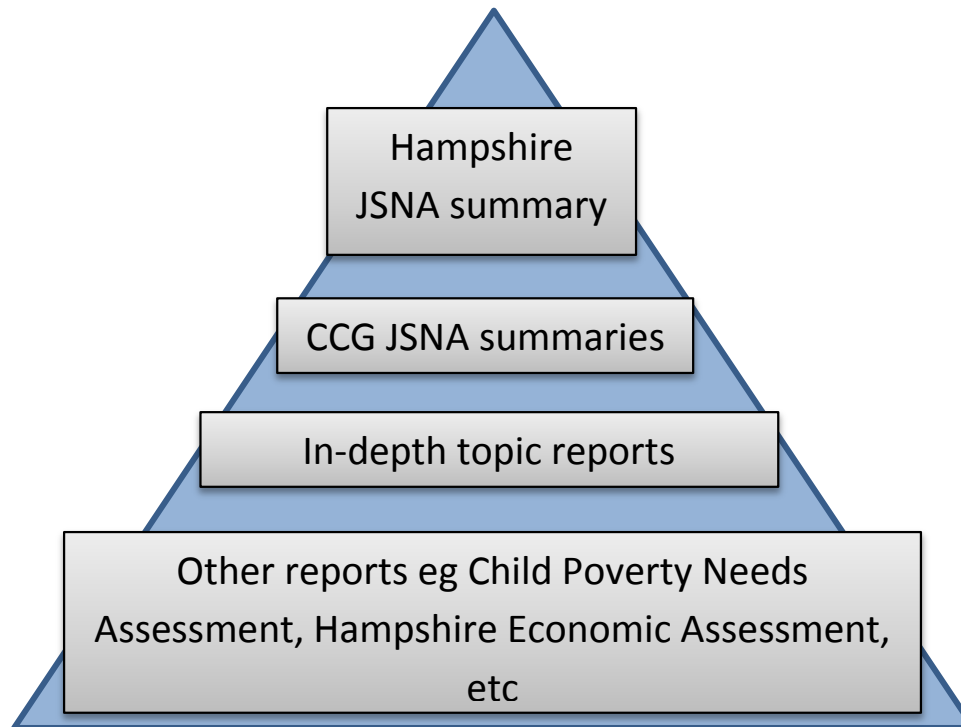 Hampshire
JSNA summary
CCG JSNA summaries
In-depth topic reports
Other reports eg Child Poverty Needs
Assessment, Hampshire Economic Assessment,
etc